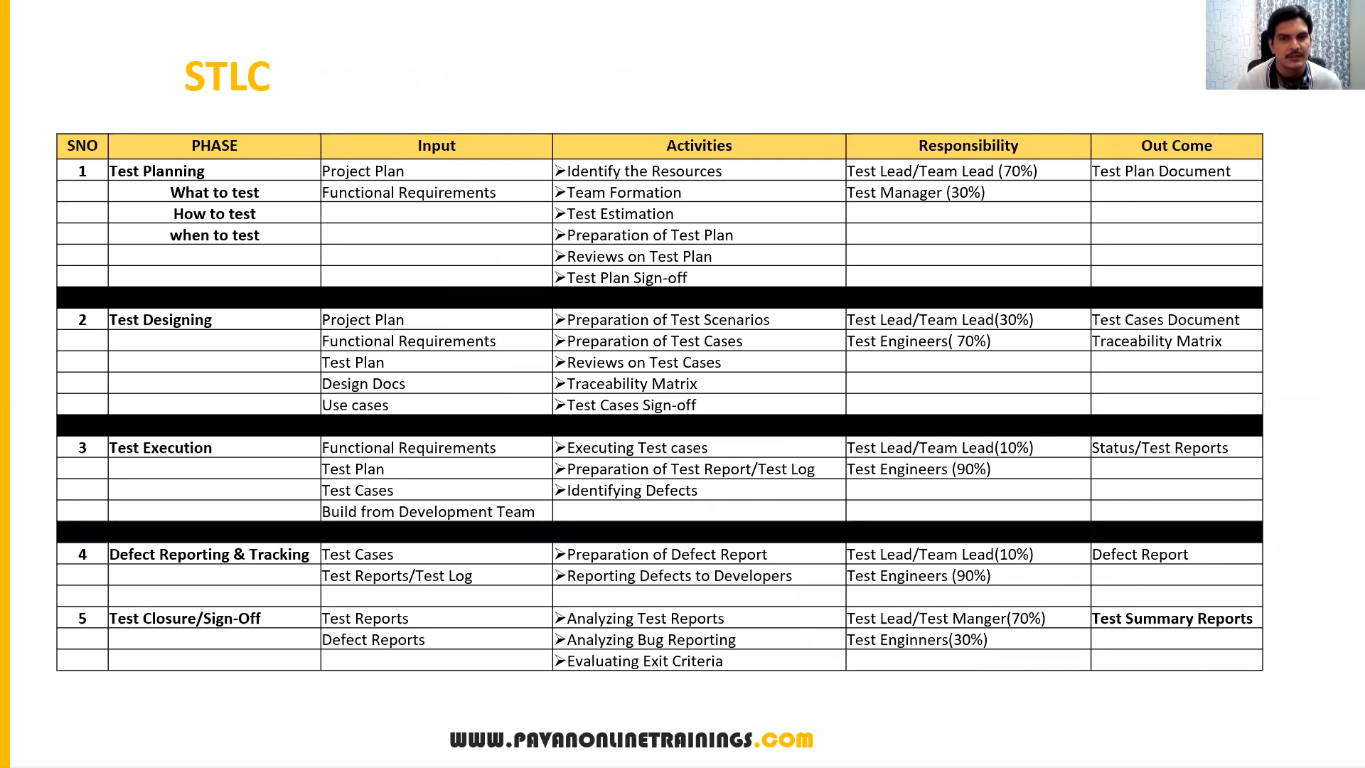 STLC
SNO PHASE Input Activities Responsibility Out Come
1 Test Planning Project Plan ➢Identify the Resources Test Lead/Team Lead (70%) Test Plan Document
What to test Functional Requirements ➢Team Formation Test Manager (30%)
How to test ➢Test Estimation
when to test ➢Preparation of Test Plan
➢Reviews on Test Plan
➢Test Plan Sign-off
2 Test Designing Project Plan ➢Preparation of Test Scenarios Test Lead/Team Lead(30%) Test Cases Document
Functional Requirements ➢Preparation of Test Cases Test Engineers( 70%) Traceability Matrix
Test Plan ➢Reviews on Test Cases
Design Docs ➢Traceability Matrix
Use cases ➢Test Cases Sign-off
3 Test Execution Functional Requirements ➢Executing Test cases Test Lead/Team Lead(10%) Status/Test Reports
Test Plan ➢Preparation of Test Report/Test Log Test Engineers (90%)
Test Cases ➢Identifying Defects
Build from Development Team
4 Defect Reporting & Tracking Test Cases ➢Preparation of Defect Report Test Lead/Team Lead(10%) Defect Report
Test Reports/Test Log ➢Reporting Defects to Developers Test Engineers (90%)
5 Test Closure/Sign-Off Test Reports ➢Analyzing Test Reports Test Lead/Test Manger(70%) Test Summary Reports
Defect Reports ➢Analyzing Bug Reporting Test Enginners(30%)
➢Evaluating Exit Criteria
WWW.PAVANONLINETRAININGS.COM